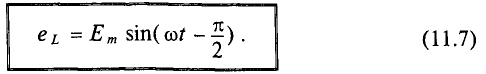 e_L = E_m sin( ωt − π/2 ) . (11.7)